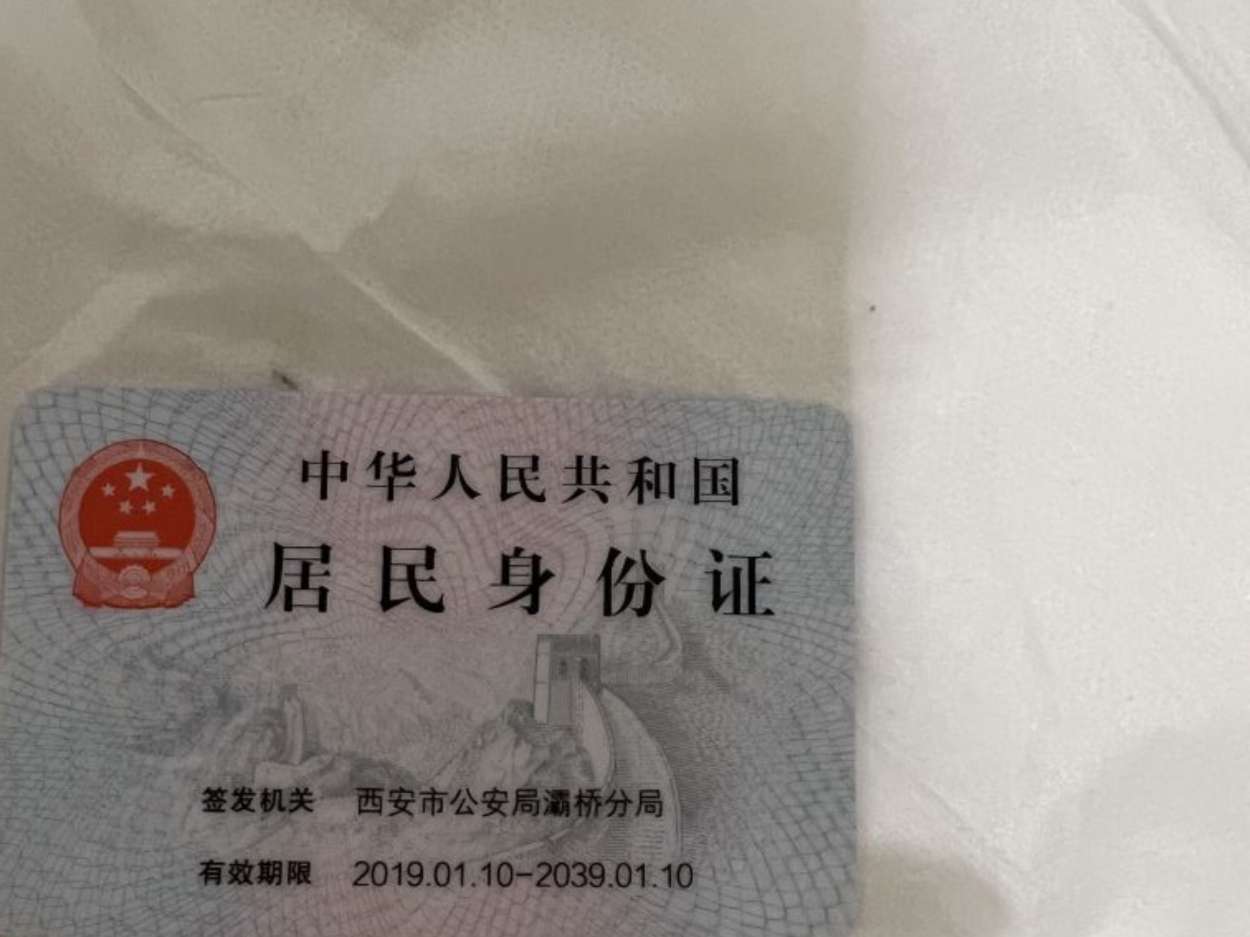 中华人民共和国
居民身份证
签发机关 西安市公安局灞桥分局
有效期限 2019.01.10-2039.01.10